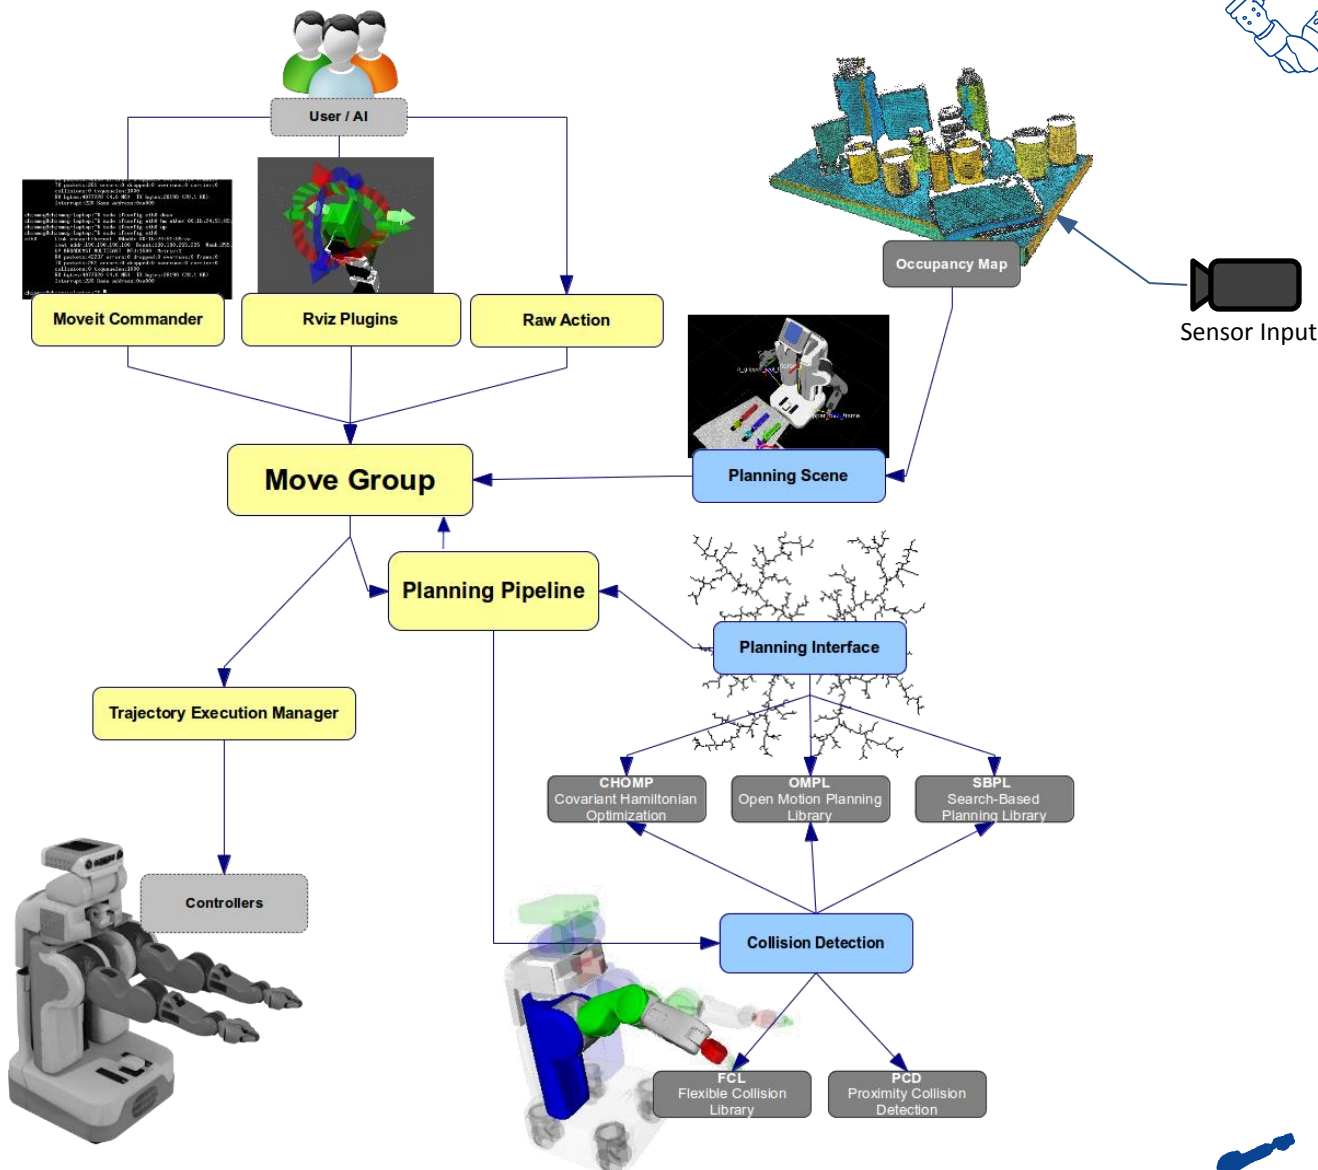 User / AI
Moveit Commander
Rviz Plugins
Raw Action
Occupancy Map
Sensor Input
Move Group
Planning Scene
Planning Pipeline
Planning Interface
Trajectory Execution Manager
CHOMP
Covariant Hamiltonian
Optimization
OMPL
Open Motion Planning
Library
SBPL
Search-Based
Planning Library
Controllers
Collision Detection
FCL
Flexible Collision
Library
PCD
Proximity Collision
Detection